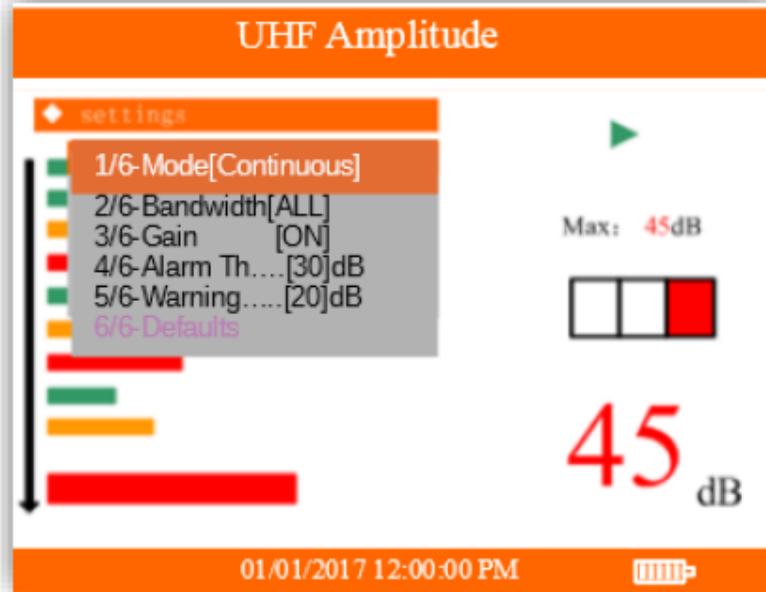 UHF Amplitude
settings
1/6-Mode[Continuous]
2/6-Bandwidth[ALL]
3/6-Gain [ON]
4/6-Alarm Th....[30]dB
5/6-Warning.....[20]dB
6/6-Defaults
Max: 45dB
45 dB
01/01/2017 12:00:00 PM